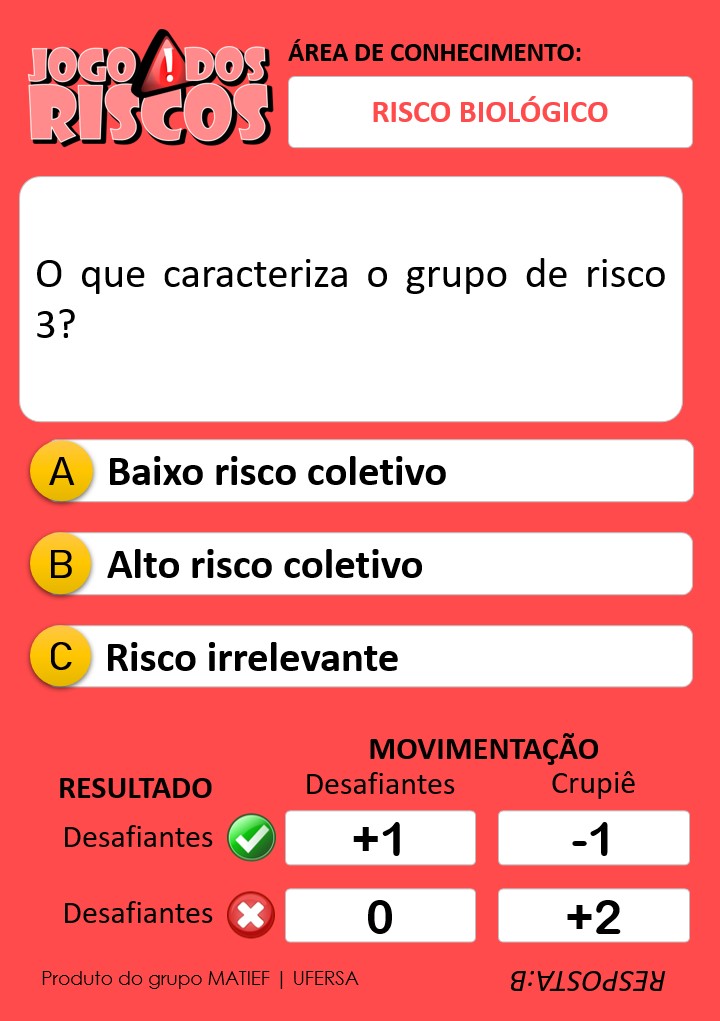 JOGO DOS
RISCOS
ÁREA DE CONHECIMENTO:
RISCO BIOLÓGICO
O que caracteriza o grupo de risco
3?
A Baixo risco coletivo
B Alto risco coletivo
C Risco irrelevante
MOVIMENTAÇÃO
RESULTADO Desafiantes Crupiê
Desafiantes +1 -1
Desafiantes 0 +2
Produto do grupo MATIEF | UFERSA
RESPOSTA:B